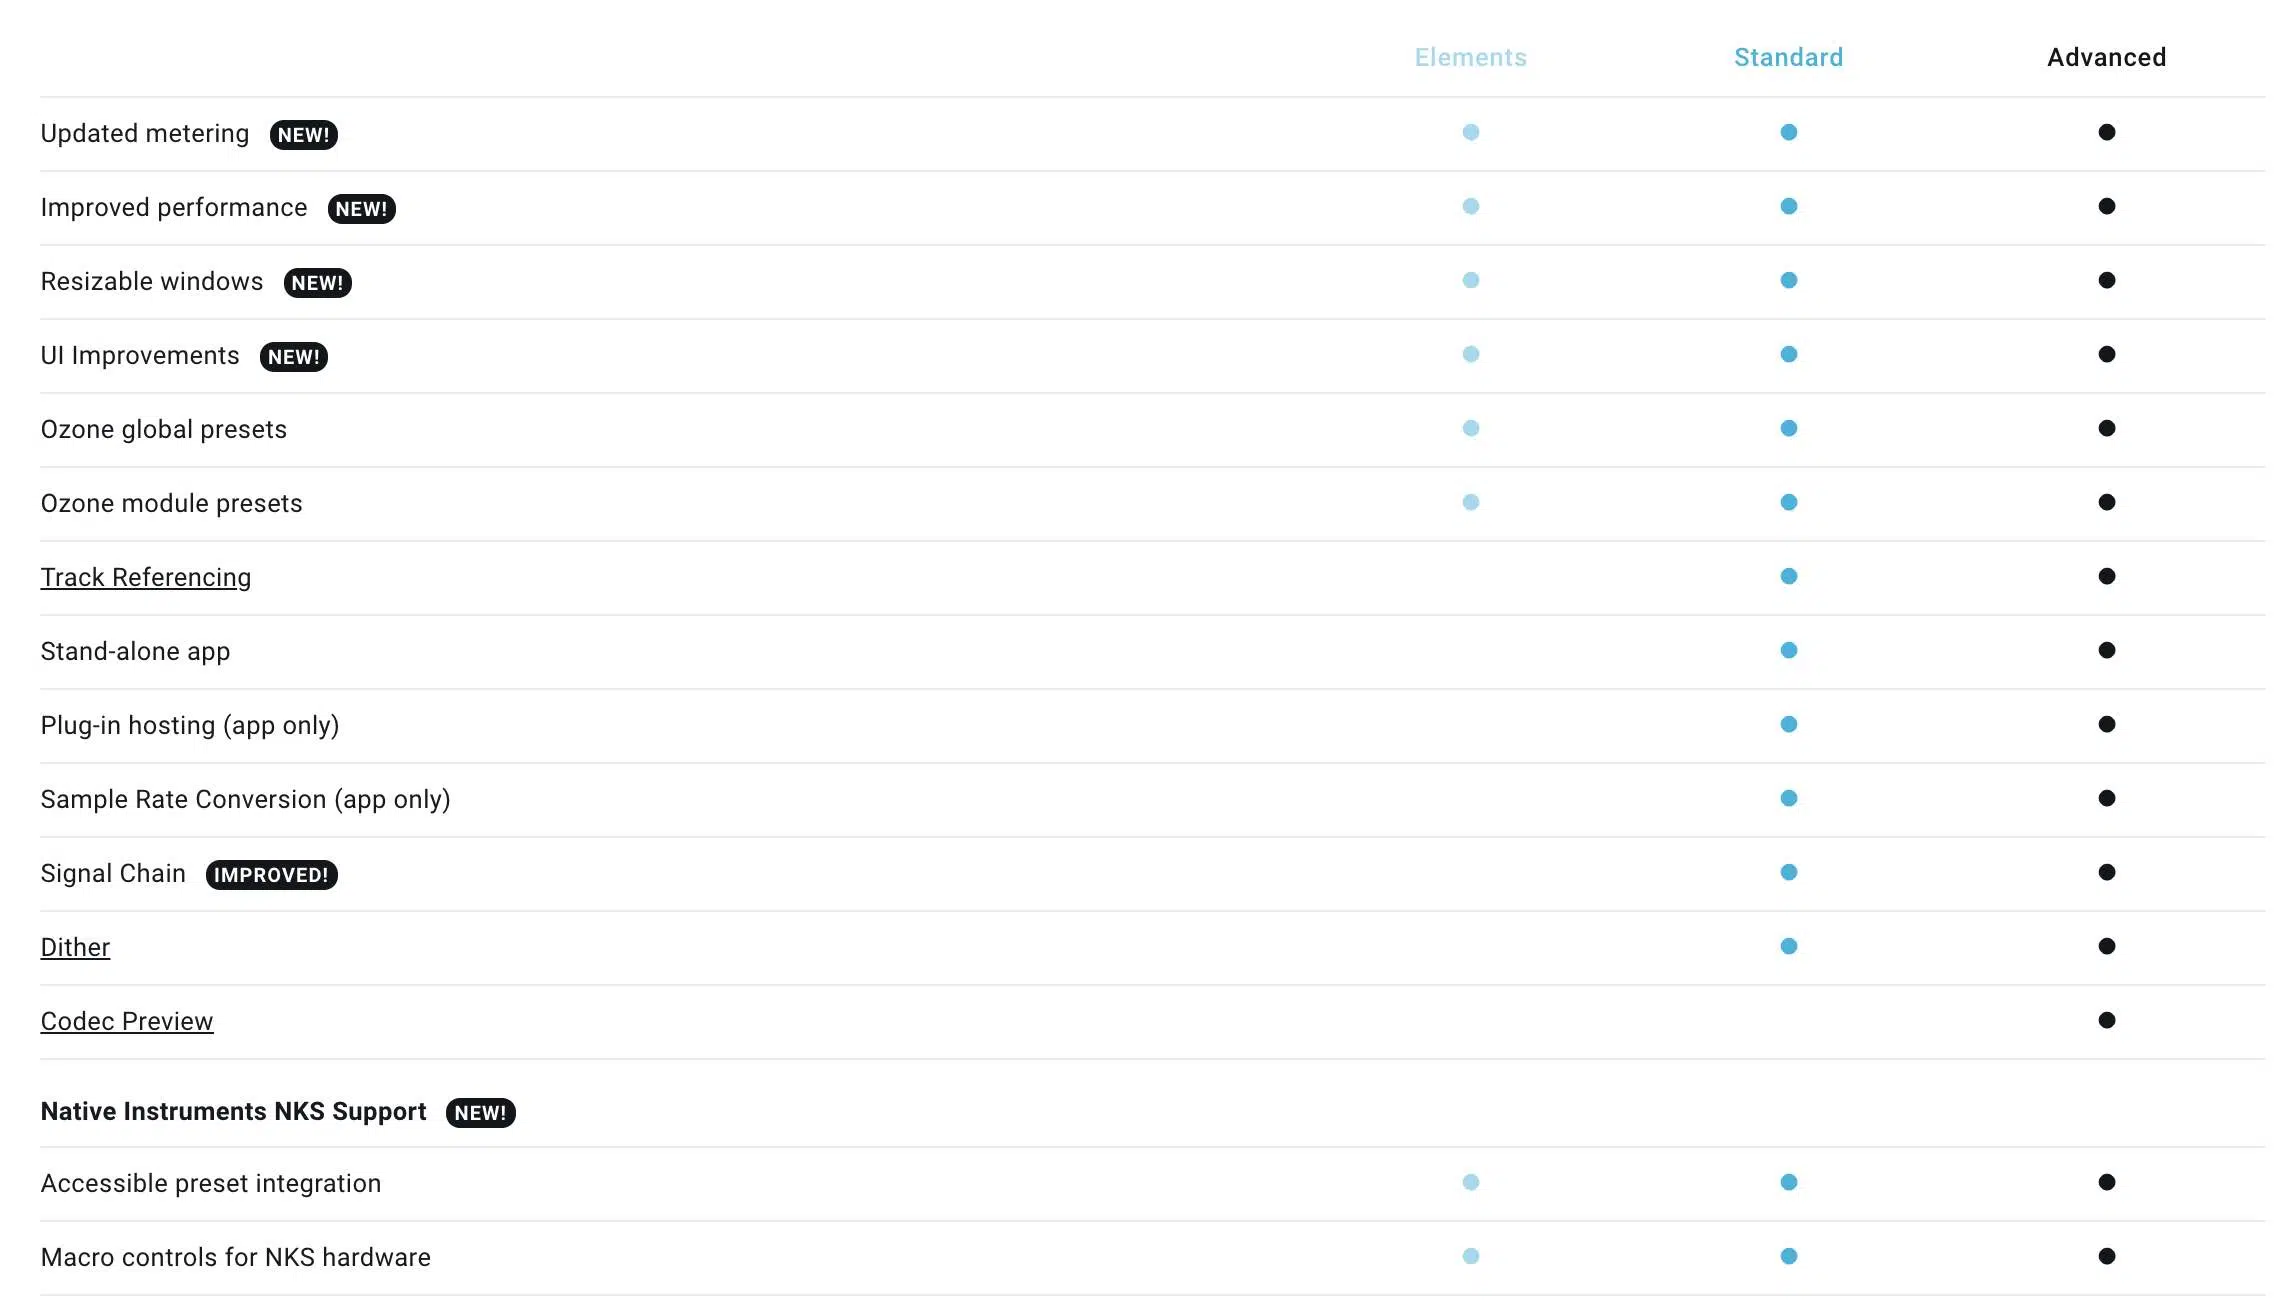 Elements Standard Advanced
Updated metering NEW!
Improved performance NEW!
Resizable windows NEW!
UI Improvements NEW!
Ozone global presets
Ozone module presets
Track Referencing
Stand-alone app
Plug-in hosting (app only)
Sample Rate Conversion (app only)
Signal Chain IMPROVED!
Dither
Codec Preview
Native Instruments NKS Support NEW!
Accessible preset integration
Macro controls for NKS hardware